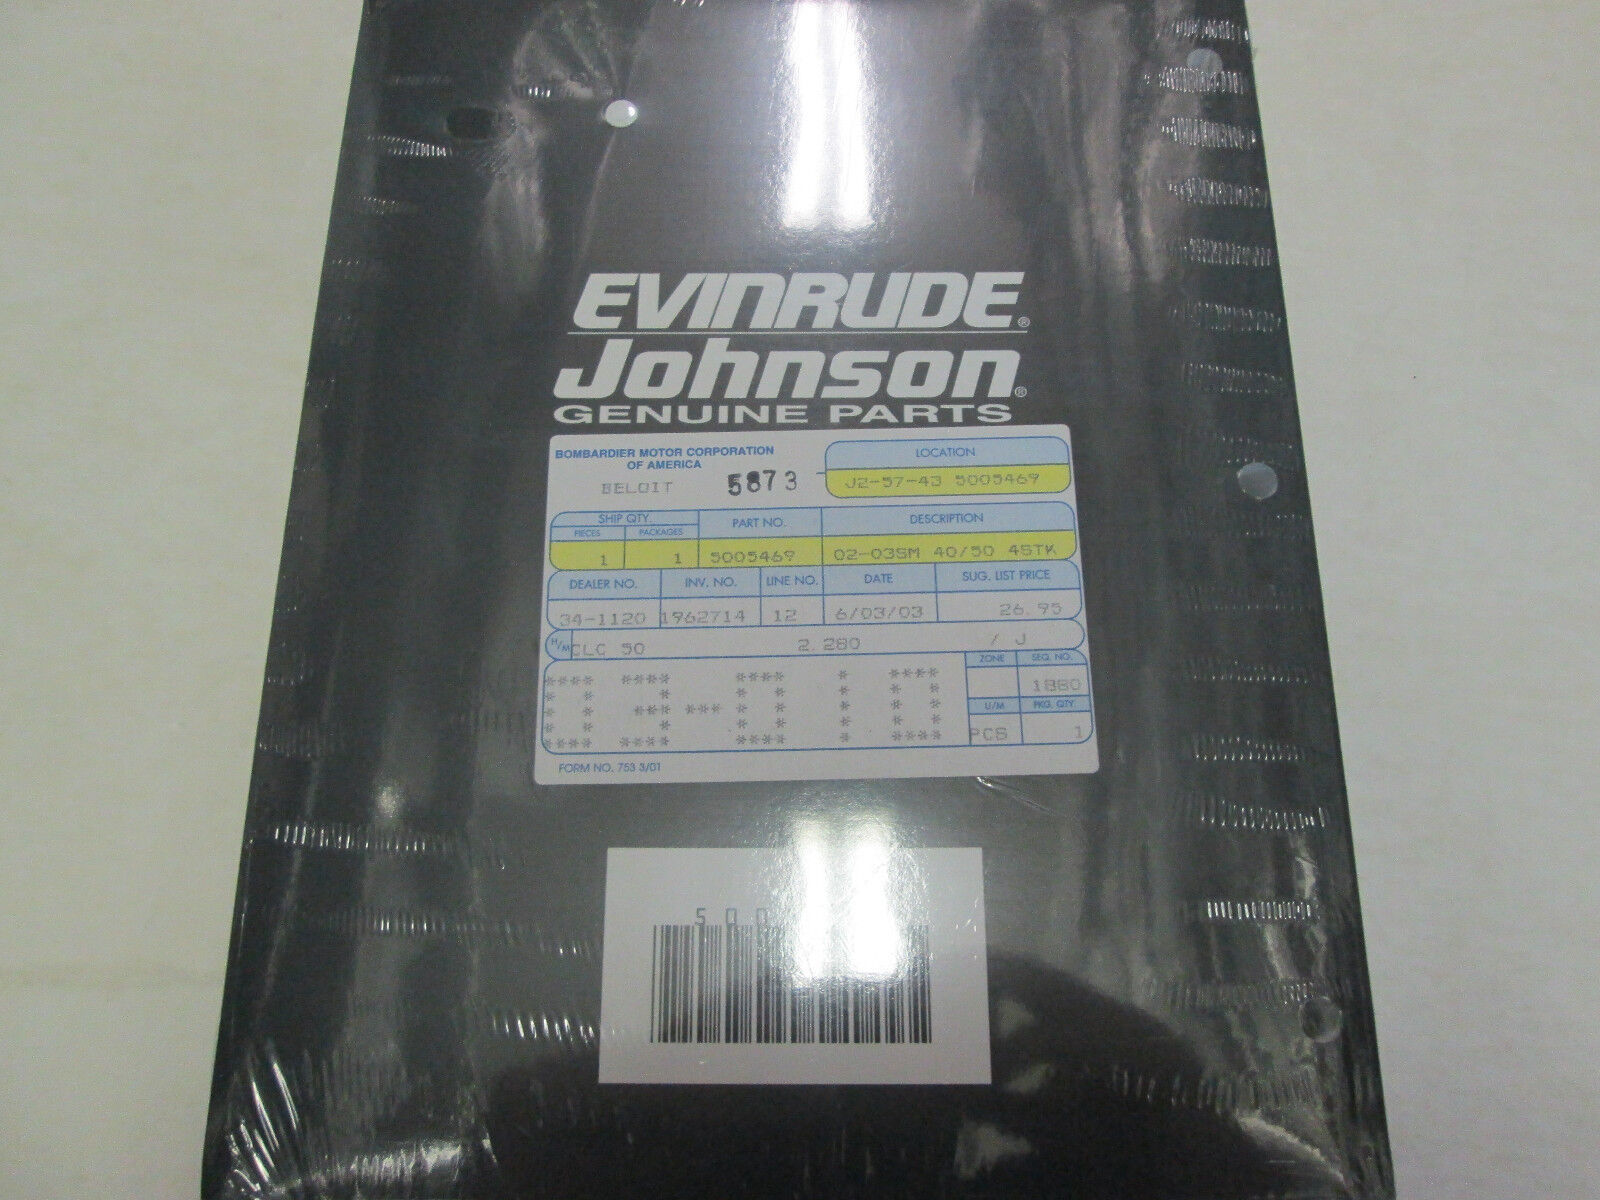 EVINRUDE®
Johnson®
GENUINE PARTS
BOMBARDIER MOTOR CORPORATION
OF AMERICA
BELOIT 5873
LOCATION
J2-57-43 5005469
SHIP QTY.
PIECES PACKAGES
PART NO. DESCRIPTION
1 1 5005469 02-03SM 40/50 4STK
DEALER NO. INV. NO. LINE NO. DATE SUG. LIST PRICE
34-1120 1962714 12 6/03/03 26.95
H/M CLC 50 2.280 / J
ZONE SEQ. NO.
1880
U/M PKG. QTY.
PCS 1
FORM NO. 753 3/01
500